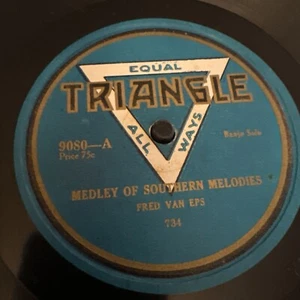 EQUAL
TRIANGLE
ALL WAYS
9080—A
Price 75c
Banjo Solo
MEDLEY OF SOUTHERN MELODIES
FRED VAN EPS
734